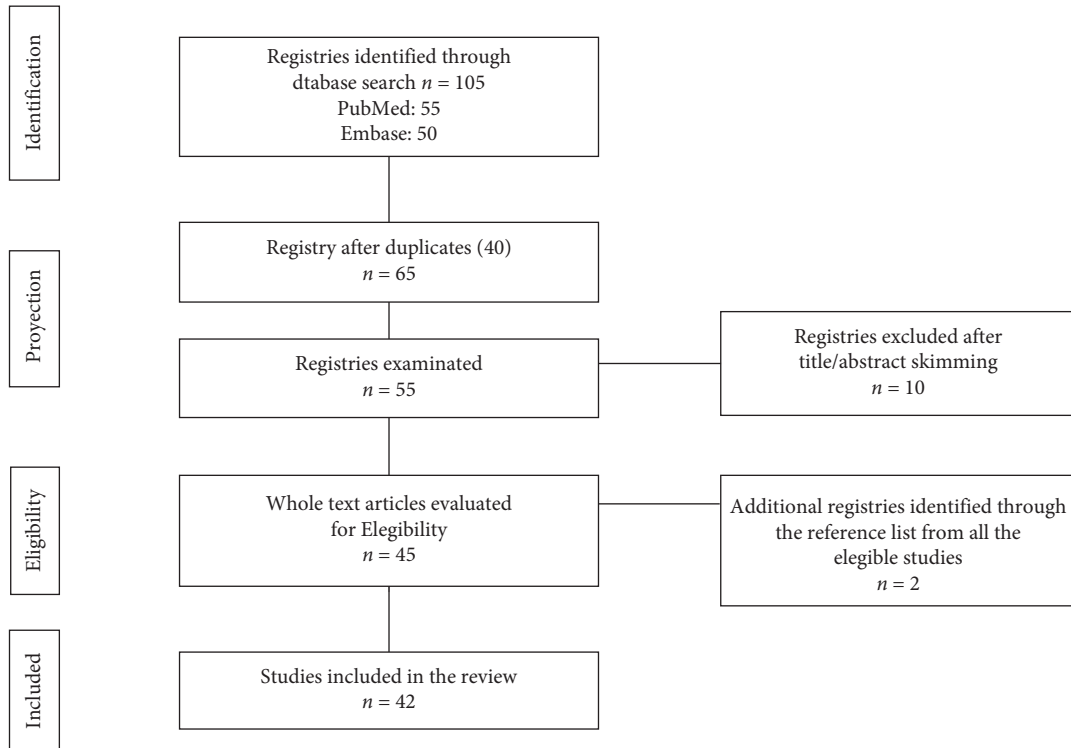 Identification
Registries identified through
dtabase search n = 105
PubMed: 55
Embase: 50
Proyection
Registry after duplicates (40)
n = 65
Registries examinated
n = 55
Registries excluded after
title/abstract skimming
n = 10
Eligibility
Whole text articles evaluated
for Elegibility
n = 45
Additional registries identified through
the reference list from all the
elegible studies
n = 2
Included
Studies included in the review
n = 42